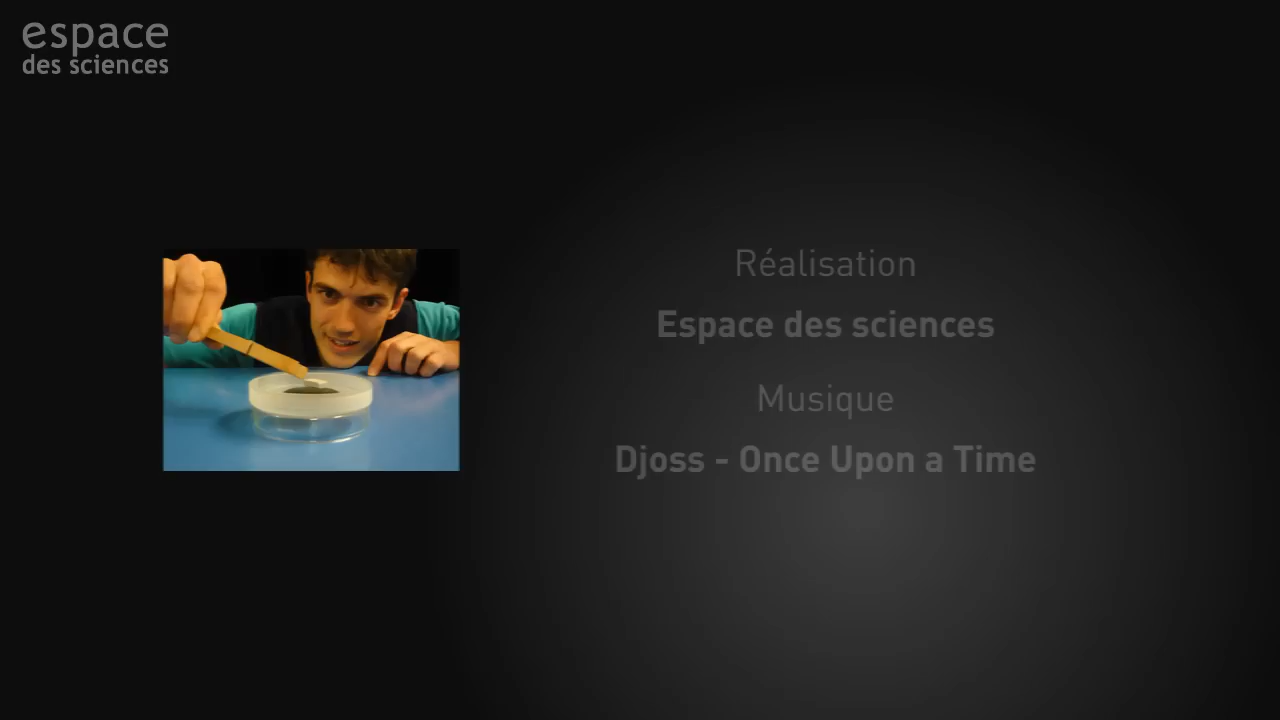 espace
des sciences
Réalisation
Espace des sciences
Musique
Djoss - Once Upon a Time